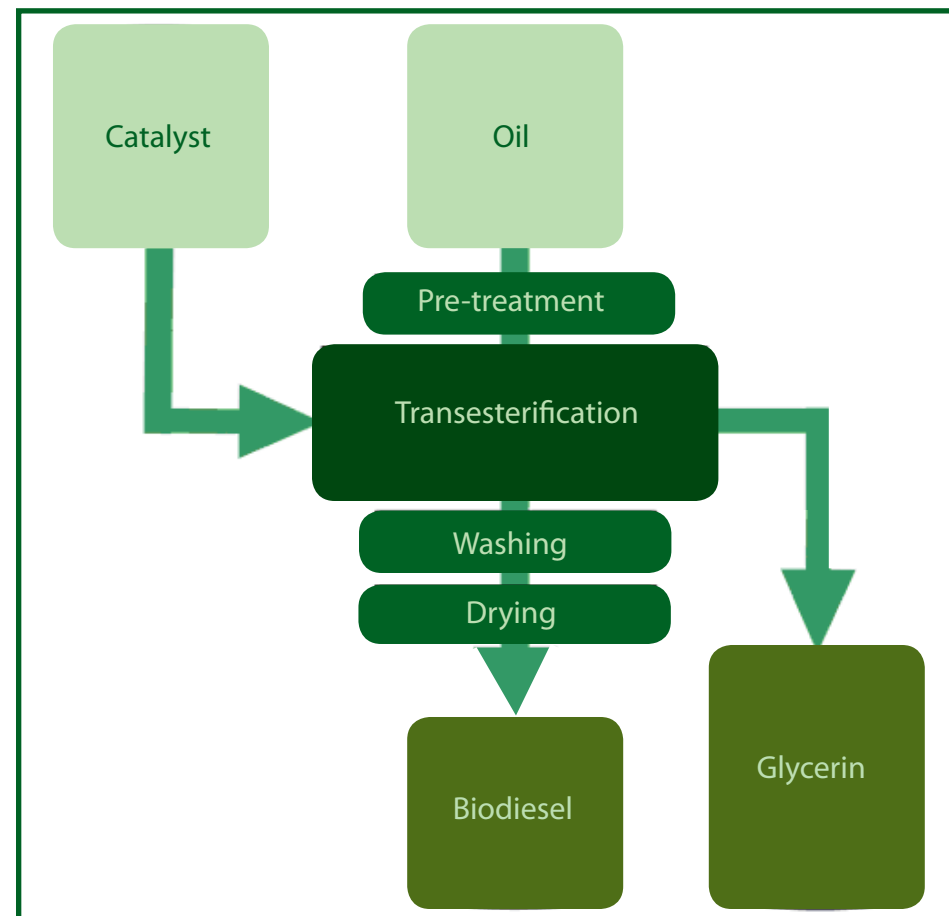 Catalyst
Oil
Pre-treatment
Transesterification
Washing
Drying
Glycerin
Biodiesel